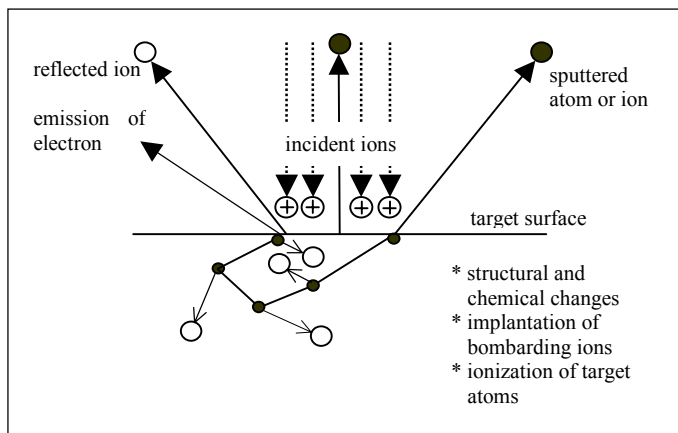 reflected ion
emission of
electron
incident ions
+ + + +
sputtered
atom or ion
target surface
* structural and
chemical changes
* implantation of
bombarding ions
* ionization of target
atoms